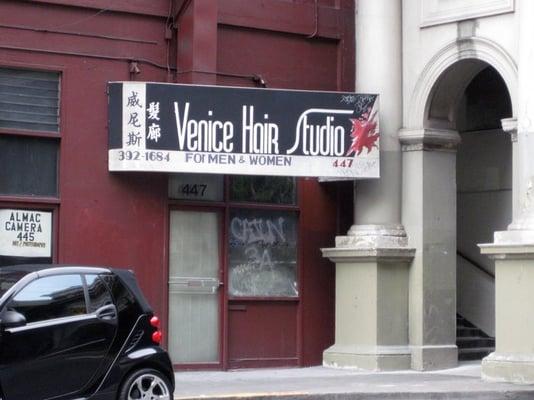 威尼斯
髮廊
Venice Hair Studio
392-1684
FOR MEN & WOMEN
447
447
ALMAC
CAMERA
445